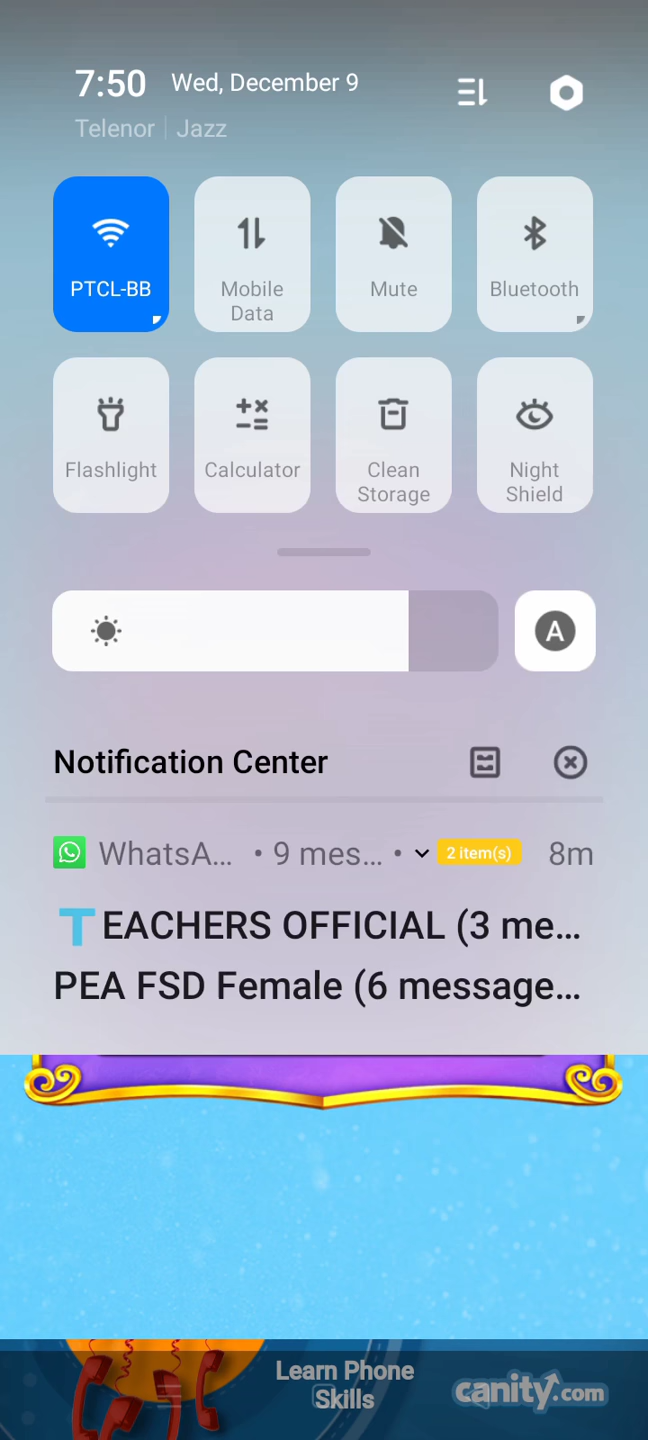 7:50 Wed, December 9
Telenor | Jazz
PTCL-BB
Mobile
Data
Mute
Bluetooth
Flashlight
Calculator
Clean
Storage
Night
Shield
A
Notification Center
WhatsA... • 9 mes... • 2 item(s) 8m
TEACHERS OFFICIAL (3 me...
PEA FSD Female (6 message...
Learn Phone
Skills
canity.com